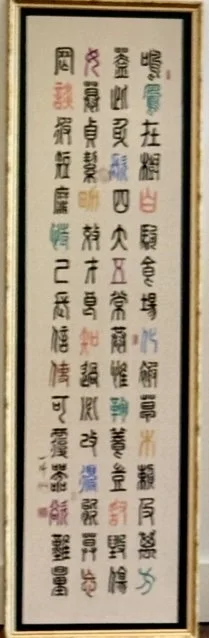 鳴鳳在樹白駒食場化被草木賴及萬方
蓋此身髮四大五常恭惟鞠養豈敢毀傷
女慕貞絜男效才良知過必改得能莫忘
罔談彼短靡恃己長信使可覆器欲難量